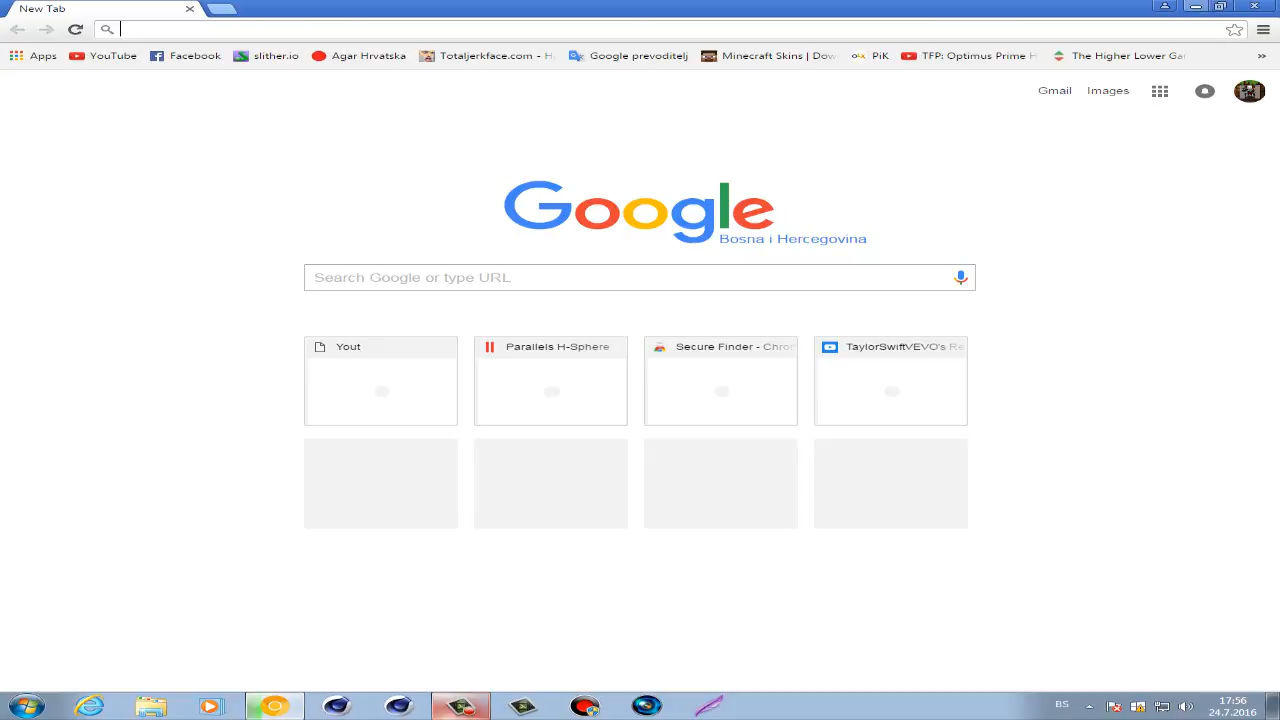 New Tab
Apps YouTube Facebook slither.io Agar Hrvatska Totaljerkface.com - H Google prevoditelj Minecraft Skins | Dow PiK TFP: Optimus Prime H The Higher Lower Ga »
Gmail Images
Google
Bosna i Hercegovina
Search Google or type URL
Yout Parallels H-Sphere Secure Finder - Chro TaylorSwiftVEVO's Re
BS 17:56
24.7.2016